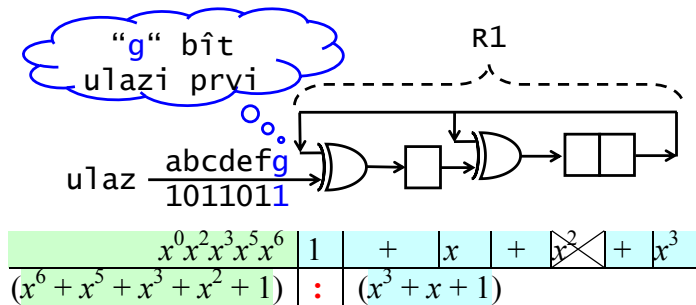 “g“ bît
ulazi prvi
R1
abcdefg
ulaz
1011011
x⁰x²x³x⁵x⁶ 1 + x + x² + x³
(x⁶ + x⁵ + x³ + x² + 1) : (x³ + x + 1)